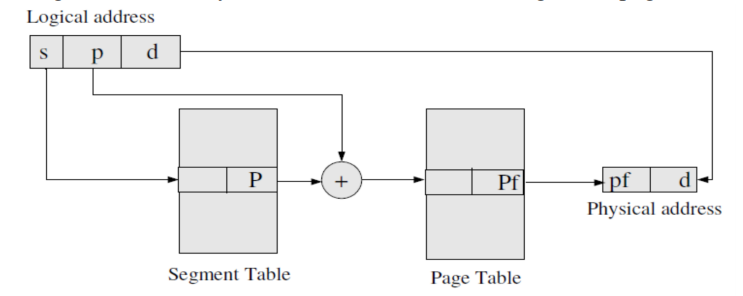 Logical address
s p d
P
+
Pf
pf d
Physical address
Segment Table
Page Table